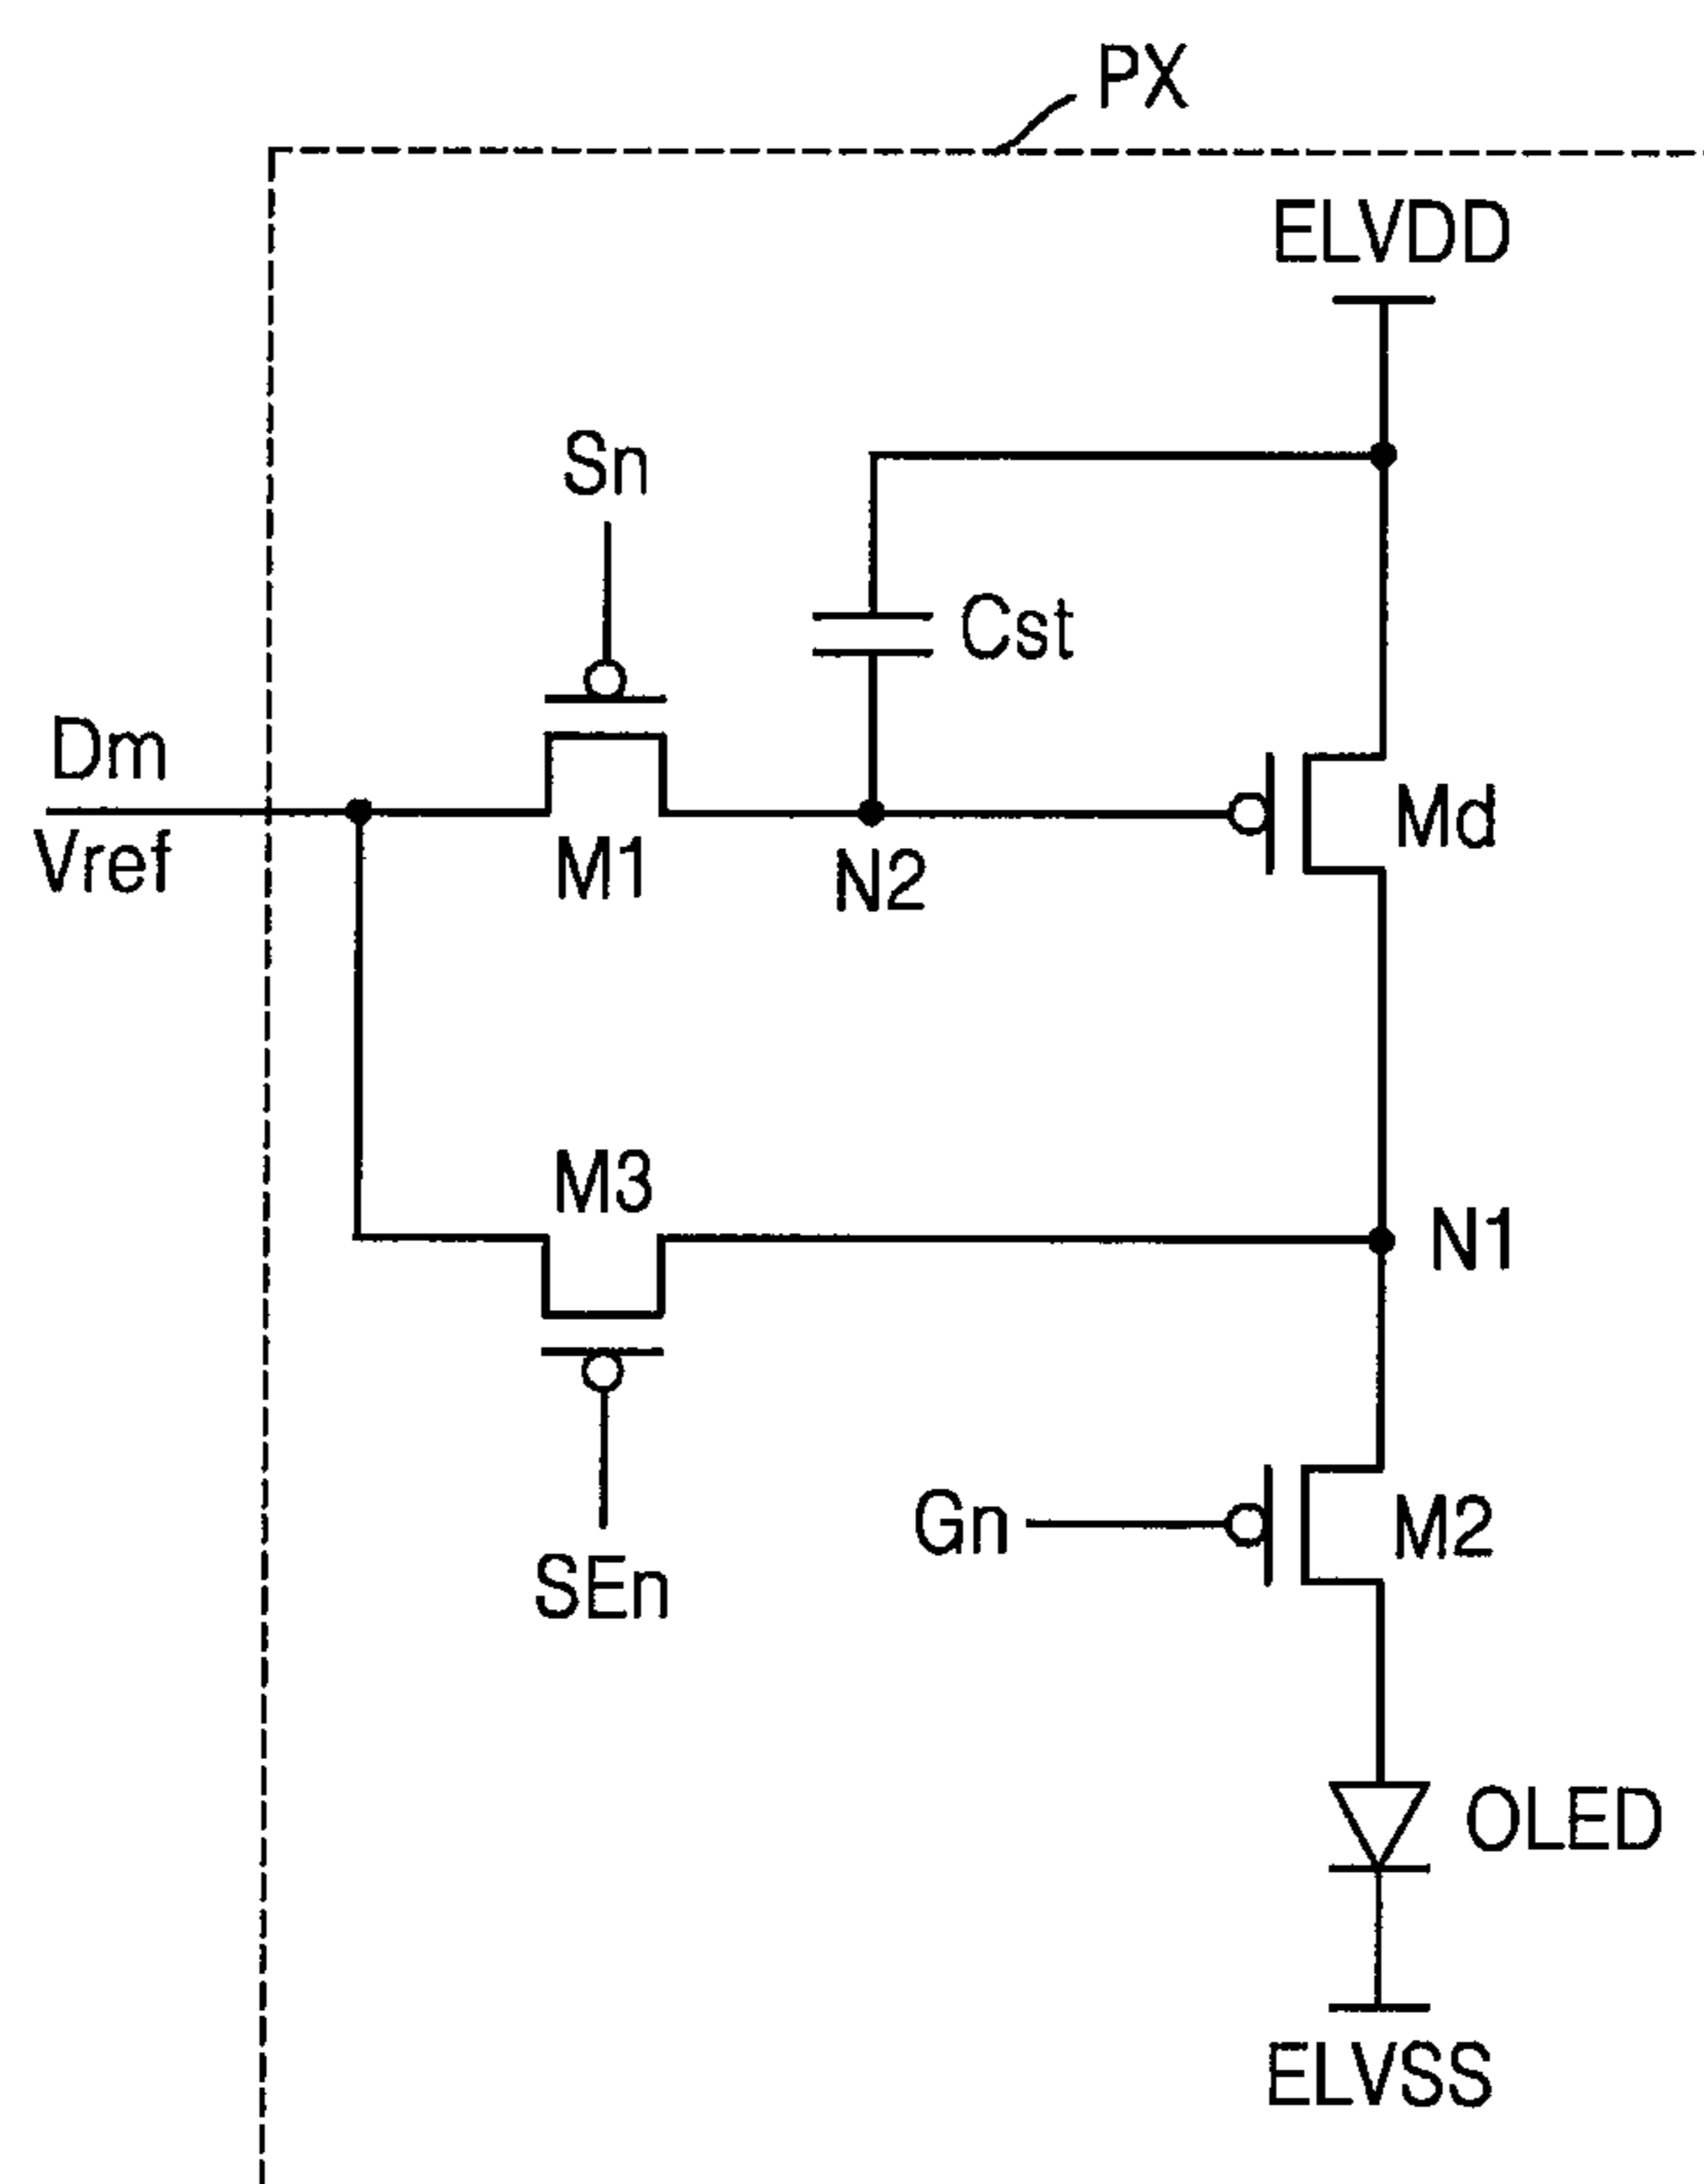 PX
ELVDD
Sn
Cst
Dm
Vref
M1
N2
Md
M3
N1
Gn
M2
SEn
OLED
ELVSS